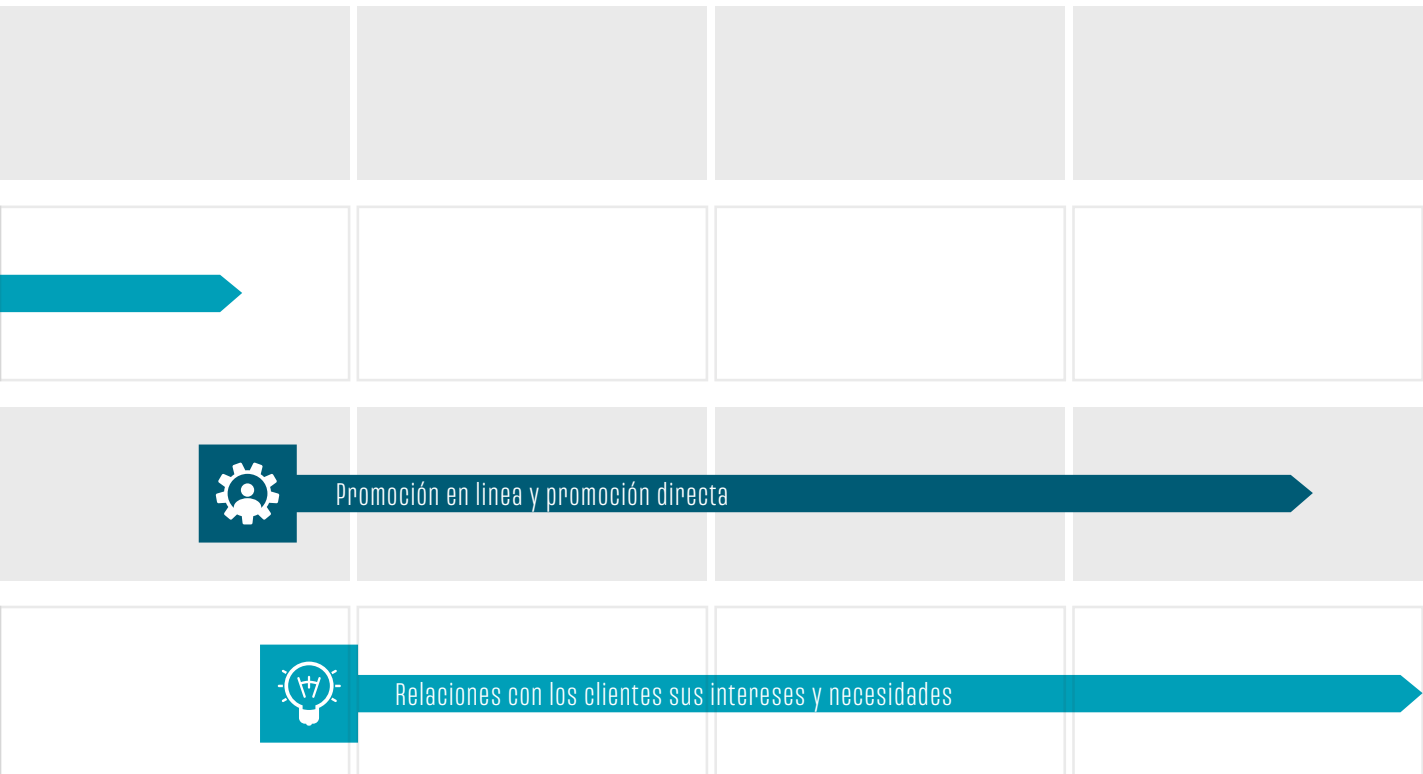 Promoción en linea y promoción directa
Relaciones con los clientes sus intereses y necesidades